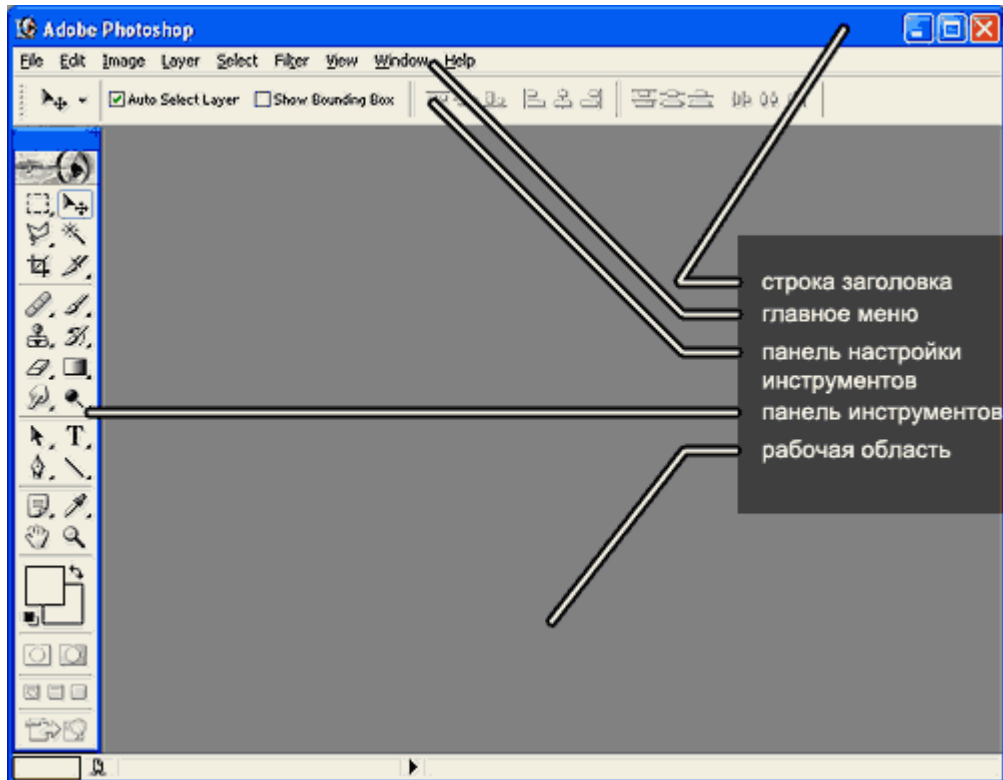 Adobe Photoshop
File Edit Image Layer Select Filter View Window Help
Auto Select Layer Show Bounding Box
строка заголовка
главное меню
панель настройки
инструментов
панель инструментов
рабочая область